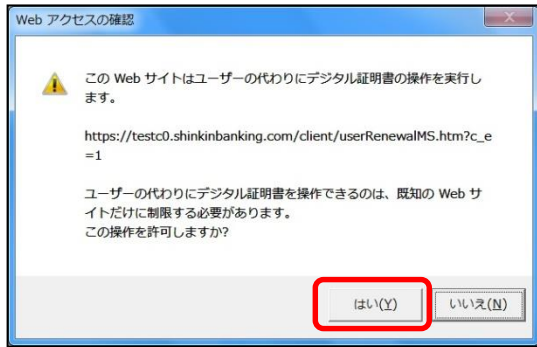 Web アクセスの確認
この Web サイトはユーザーの代わりにデジタル証明書の操作を実行し
ます。
https://testc0.shinkinbanking.com/client/userRenewalMS.htm?c_e
=1
ユーザーの代わりにデジタル証明書を操作できるのは、既知の Web サ
イトだけに制限する必要があります。
この操作を許可しますか?
はい(Y) いいえ(N)